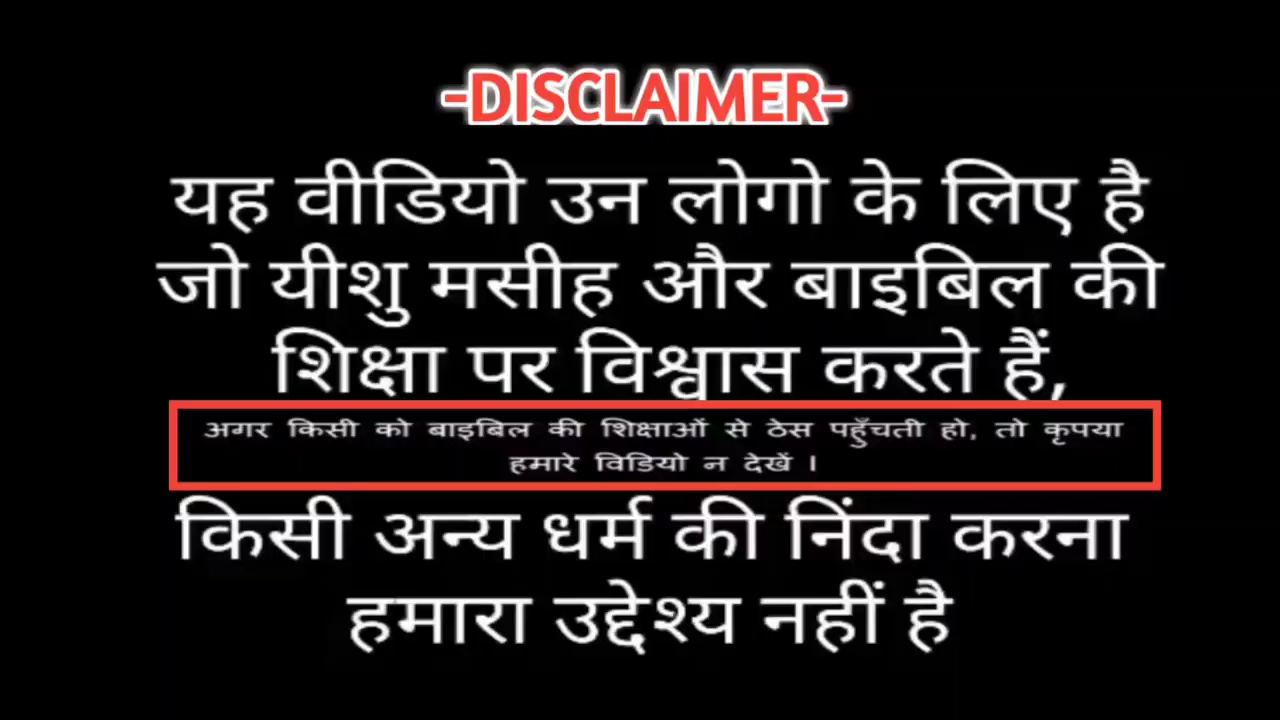 -DISCLAIMER-
यह वीडियो उन लोगो के लिए है
जो यीशु मसीह और बाइबिल की
शिक्षा पर विश्वास करते हैं,
अगर किसी को बाइबिल की शिक्षाओं से ठेस पहुँचती हो, तो कृपया
हमारे विडियो न देखें ।
किसी अन्य धर्म की निंदा करना
हमारा उद्देश्य नहीं है